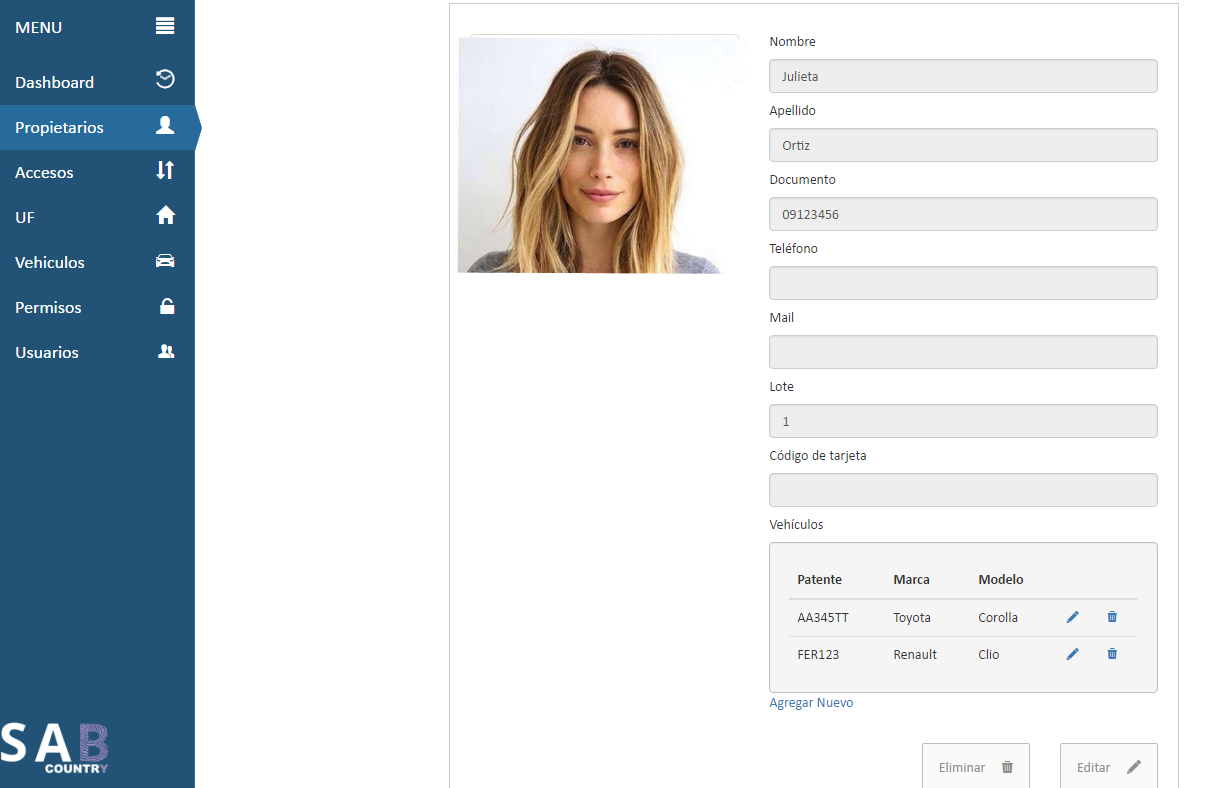 MENU
Dashboard
Propietarios
Accesos
UF
Vehiculos
Permisos
Usuarios
SAB
COUNTRY
Nombre
Julieta
Apellido
Ortiz
Documento
09123456
Teléfono
Mail
Lote
1
Código de tarjeta
Vehículos
Patente Marca Modelo
AA345TT Toyota Corolla
FER123 Renault Clio
Agregar Nuevo
Eliminar Editar